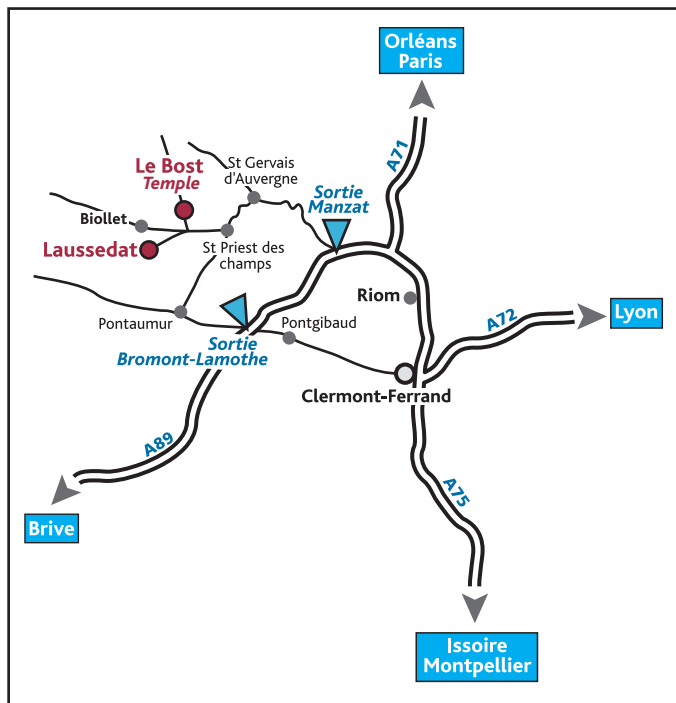 Orléans
Paris
A71
St Gervais
d'Auvergne
Le Bost
Temple
Sortie
Manzat
Biollet
Laussedat
St Priest des
champs
Riom
A72
Lyon
Pontaumur
Pontgibaud
Sortie
Bromont-Lamothe
Clermont-Ferrand
A89
A75
Brive
Issoire
Montpellier